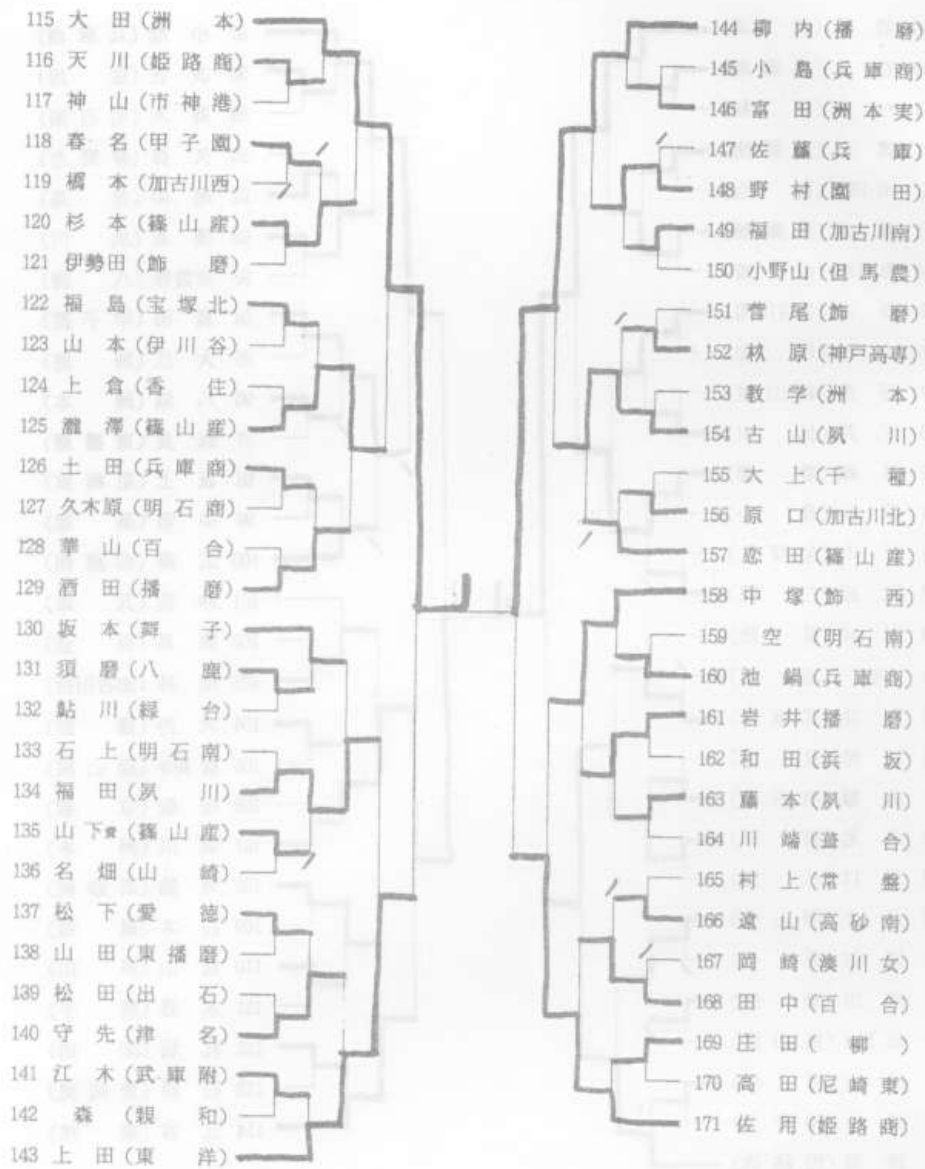 115 大田(洲本)
116 天川(姫路商)
117 神山(市神港)
118 春名(甲子園)
119 橋本(加古川西)
120 杉本(篠山産)
121 伊勢田(飾磨)
122 福島(宝塚北)
123 山本(伊川谷)
124 上倉(香住)
125 瀧澤(篠山産)
126 土田(兵庫商)
127 久木原(明石商)
128 華山(百合)
129 酒田(播磨)
130 坂本(舞子)
131 須磨(八鹿)
132 鮎川(緑台)
133 石上(明石南)
134 福田(夙川)
135 山下(篠山産)
136 名畑(山崎)
137 松下(愛徳)
138 山田(東播磨)
139 松田(出石)
140 守先(津名)
141 江木(武庫附)
142 森(親和)
143 上田(東洋)
144 柳内(播磨)
145 小島(兵庫商)
146 富田(洲本実)
147 佐藤(兵庫)
148 野村(園田)
149 福田(加古川南)
150 小野山(但馬農)
151 菅尾(飾磨)
152 原(神戸高専)
153 教学(洲本)
154 古山(夙川)
155 大上(千種)
156 原口(加古川北)
157 恋田(篠山産)
158 中塚(飾西)
159 空(明石南)
160 池鍋(兵庫商)
161 岩井(播磨)
162 和田(浜坂)
163 藤本(夙川)
164 川端(葺合)
165 村上(常盤)
166 遠山(高砂南)
167 岡崎(湊川女)
168 田中(百合)
169 庄田(柳)
170 高田(尼崎東)
171 佐用(姫路商)